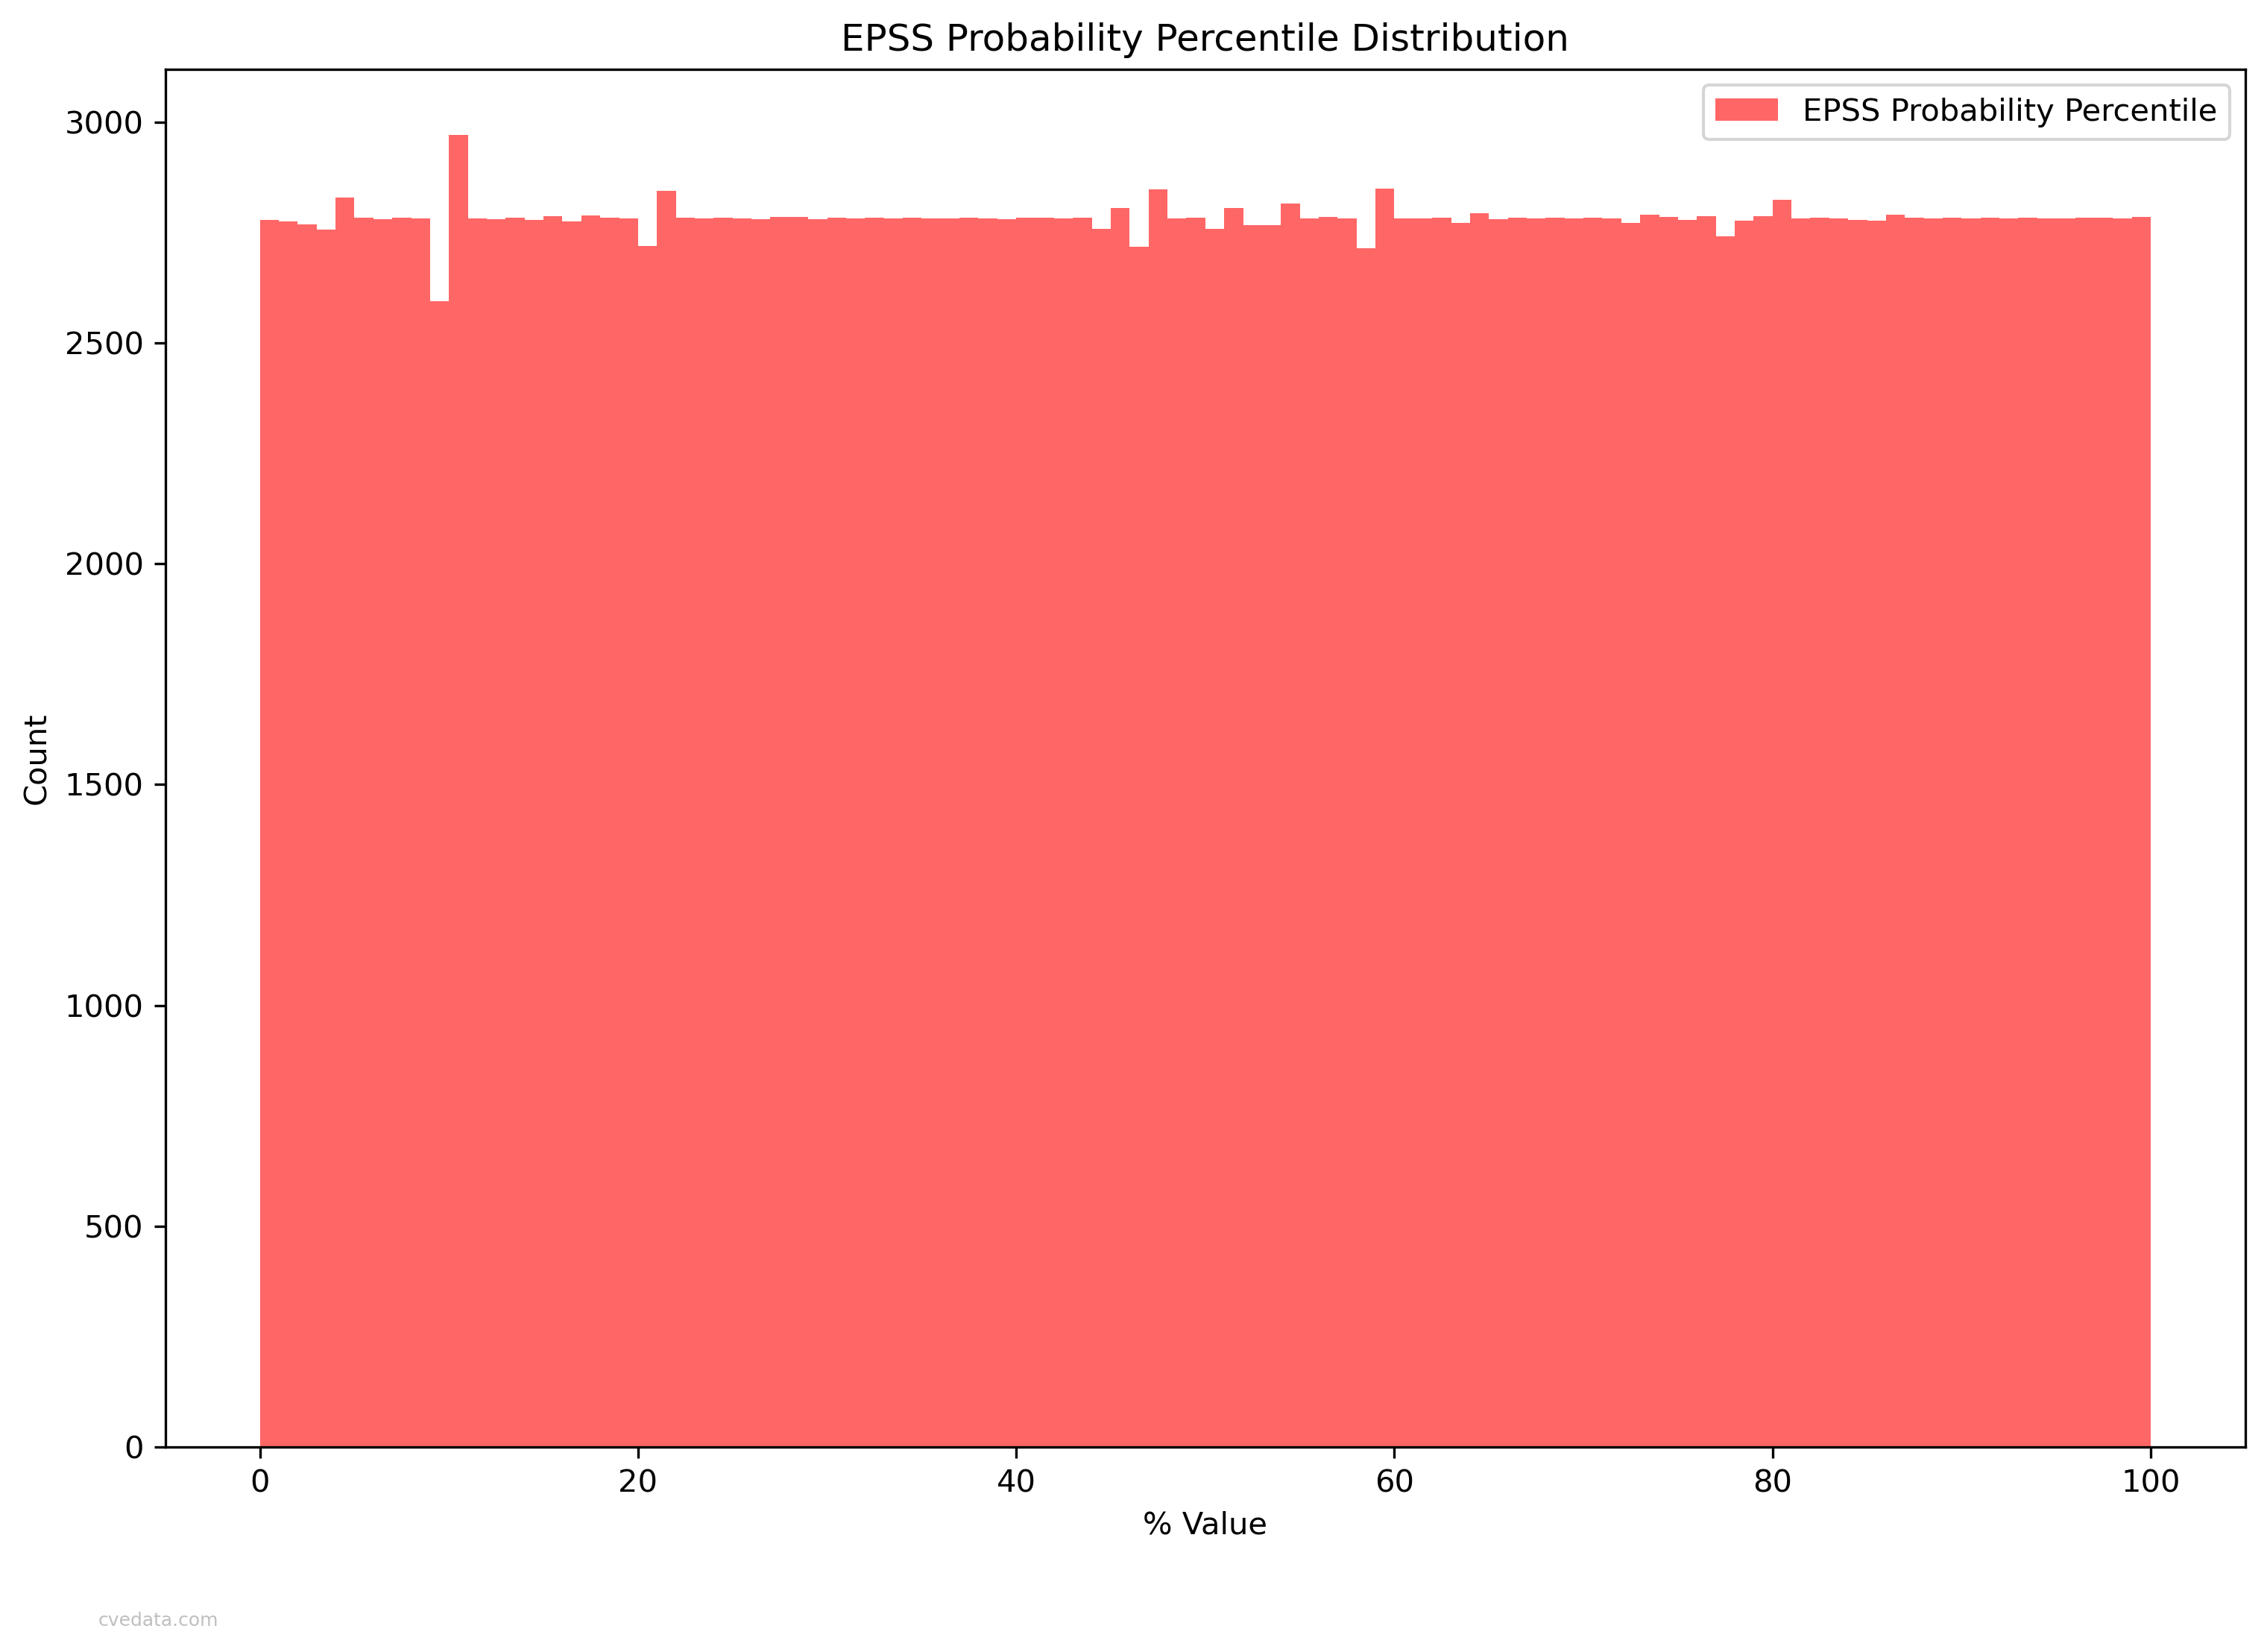 EPSS Probability Percentile Distribution
EPSS Probability Percentile
3000
2500
2000
1500
1000
500
0
Count
0 20 40 60 80 100
% Value
cvedata.com